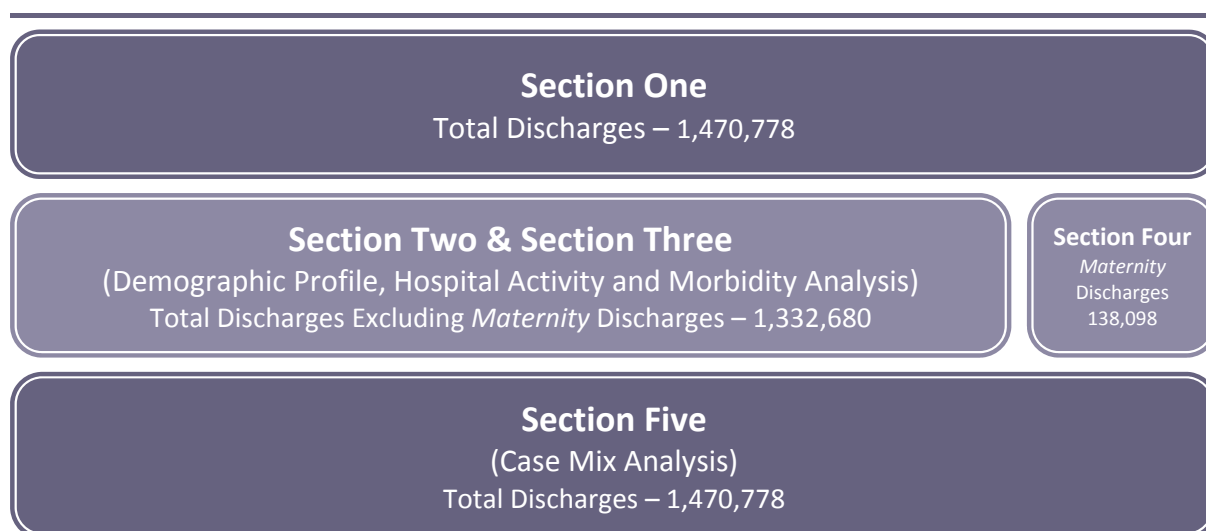 Section One
Total Discharges – 1,470,778
Section Two & Section Three
(Demographic Profile, Hospital Activity and Morbidity Analysis)
Total Discharges Excluding Maternity Discharges – 1,332,680
Section Four
Maternity
Discharges
138,098
Section Five
(Case Mix Analysis)
Total Discharges – 1,470,778